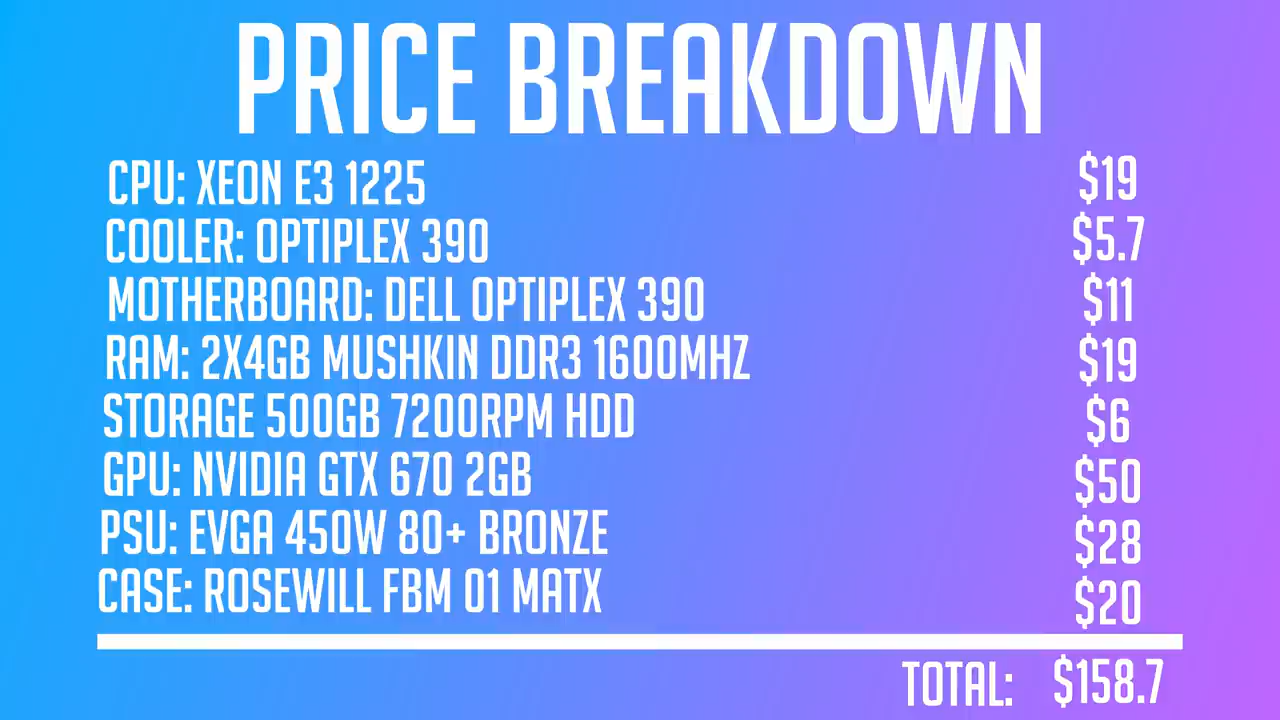 PRICE BREAKDOWN
CPU: XEON E3 1225 $19
COOLER: OPTIPLEX 390 $5.7
MOTHERBOARD: DELL OPTIPLEX 390 $11
RAM: 2X4GB MUSHKIN DDR3 1600MHZ $19
STORAGE 500GB 7200RPM HDD $6
GPU: NVIDIA GTX 670 2GB $50
PSU: EVGA 450W 80+ BRONZE $28
CASE: ROSEWILL FBM 01 MATX $20
TOTAL: $158.7